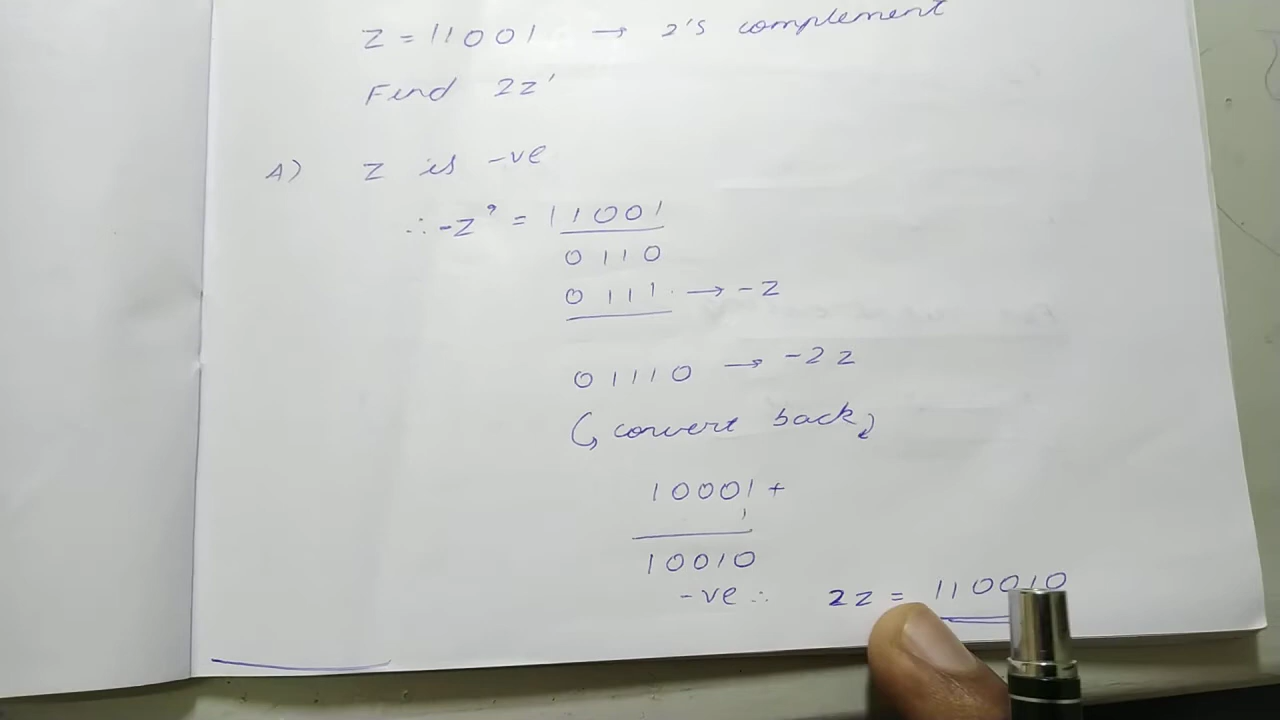 Z = 11001 → 2's complement
Find 2z'
A) z is -ve
∴ -z' = 11001
0110
0111 → -z
01110 → -2z
↳ convert back ↲
10001 +
1
10010
-ve ∴ 2z = 110010